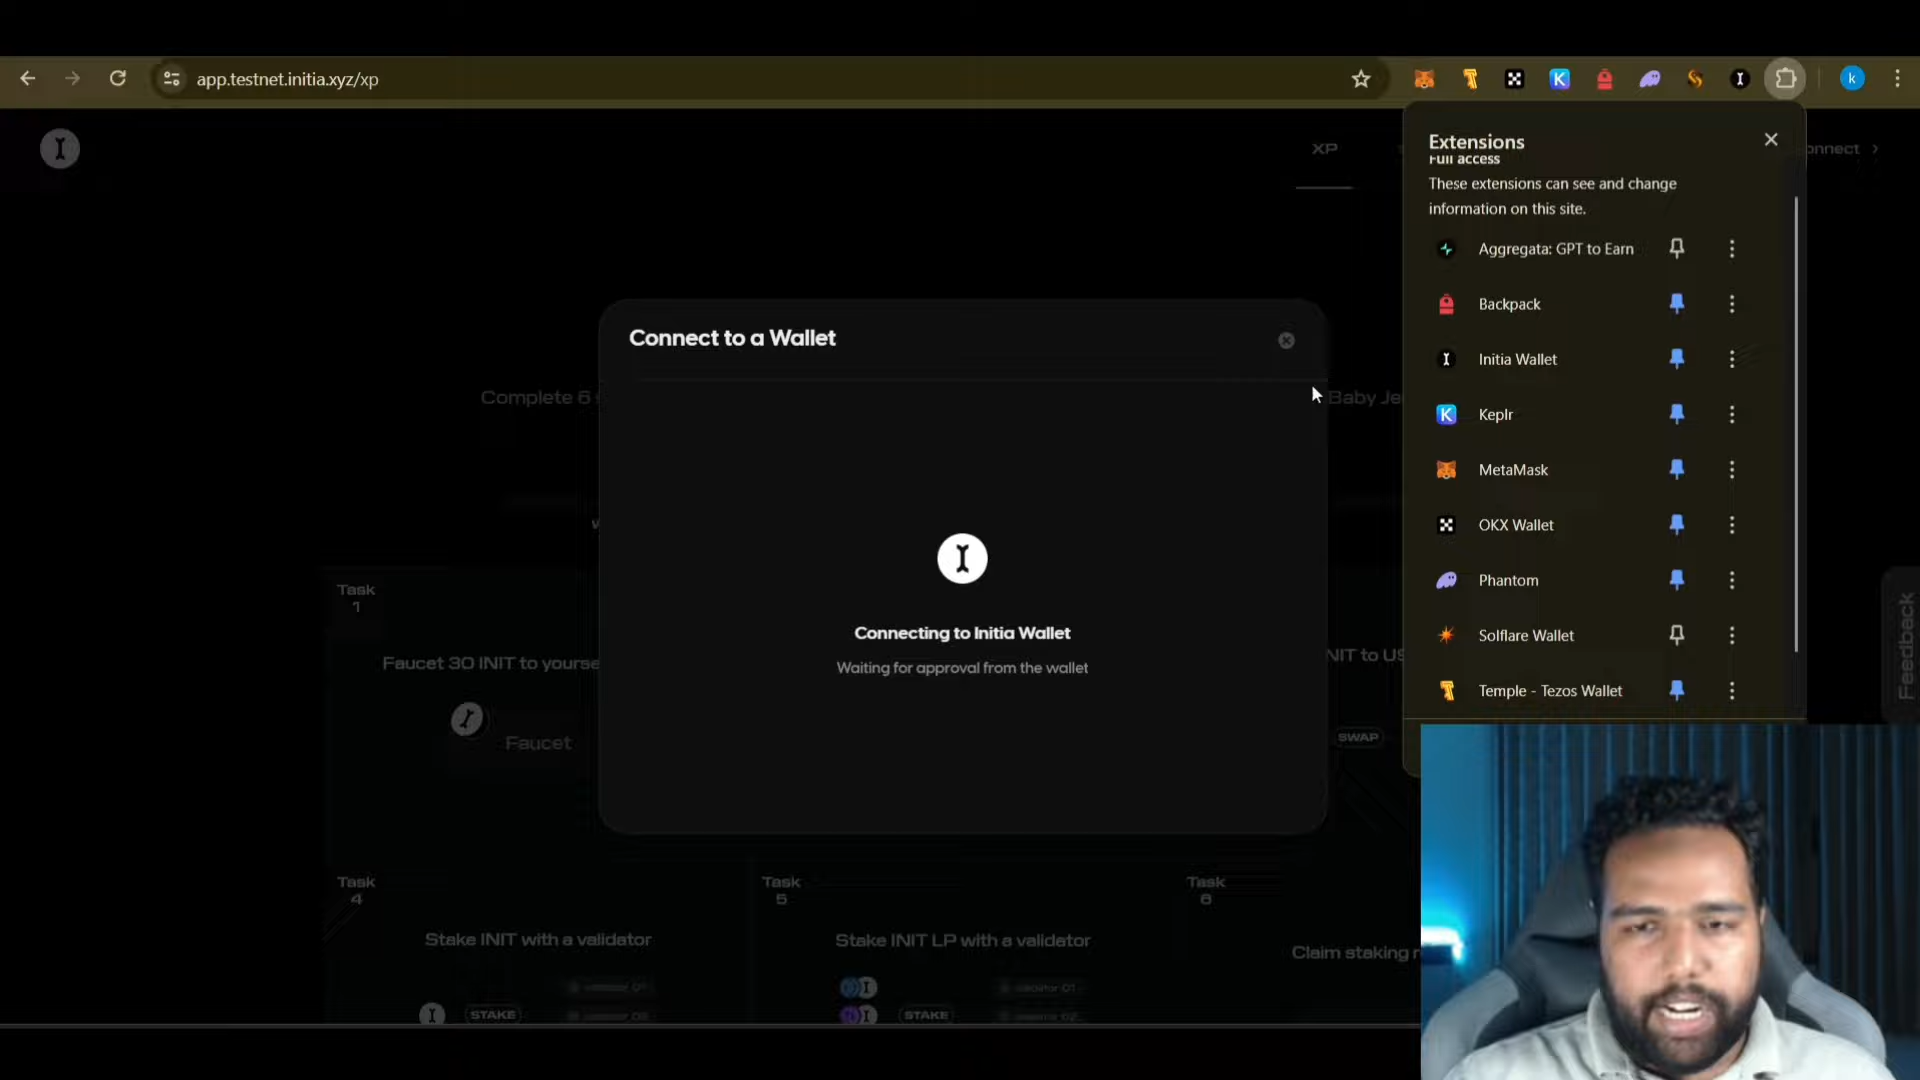 app.testnet.initia.xyz/xp
K
k
XP
onnect
Extensions
Full access
These extensions can see and change
information on this site.
Aggregata: GPT to Earn
Backpack
Initia Wallet
K
Keplr
MetaMask
OKX Wallet
Phantom
Solflare Wallet
Temple - Tezos Wallet
Connect to a Wallet
Complete 6
Baby Je
Connecting to Initia Wallet
Waiting for approval from the wallet
Task
1
Faucet 30 INIT to yourse
Faucet
NIT to US
SWAP
Feedback
Task
4
Stake INIT with a validator
STAKE
Task
5
Stake INIT LP with a validator
STAKE
Task
6
Claim staking r